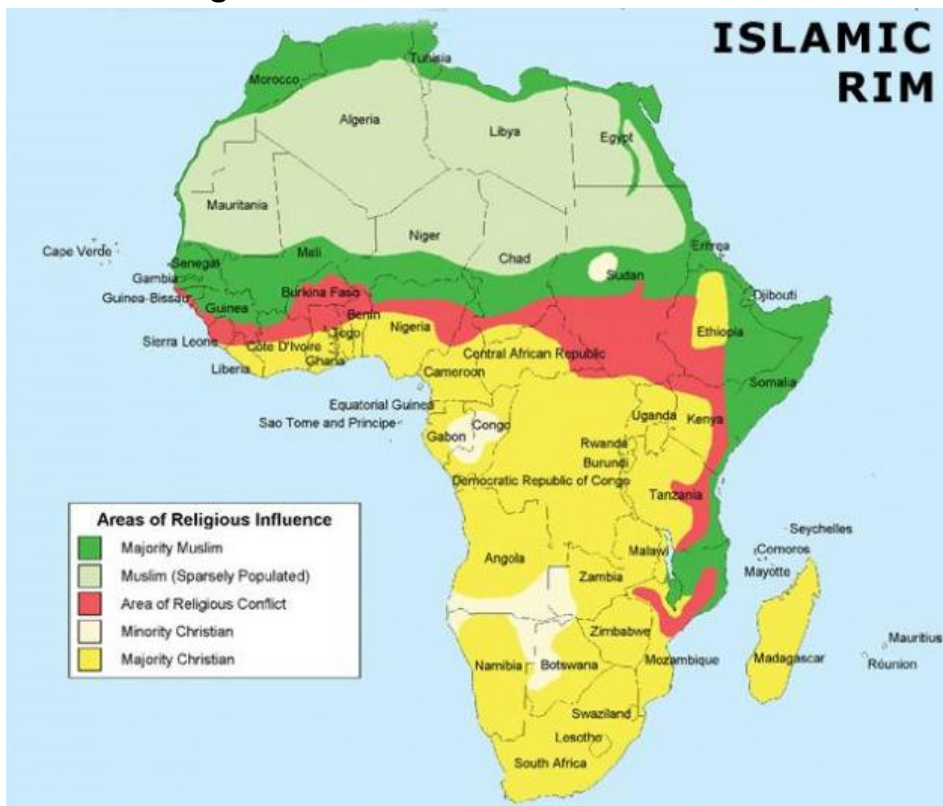 ISLAMIC
RIM
Tunisia
Morocco
Algeria
Libya
Egypt
Mauritania
Niger
Mali
Chad
Cape Verde
Senegal
Sudan
Eritrea
Gambia
Guinea-Bissau
Guinea
Burkina Faso
Djibouti
Benin
Nigeria
Togo
Ethiopia
Sierra Leone
Côte D'Ivoire
Ghana
Central African Republic
Liberia
Cameroon
Somalia
Equatorial Guinea
Uganda
Kenya
Sao Tome and Principe
Gabon
Congo
Rwanda
Burundi
Democratic Republic of Congo
Tanzania
Areas of Religious Influence
Majority Muslim
Muslim (Sparsely Populated)
Area of Religious Conflict
Minority Christian
Majority Christian
Seychelles
Comoros
Mayotte
Angola
Malawi
Zambia
Zimbabwe
Mauritius
Réunion
Namibia
Botswana
Mozambique
Madagascar
Swaziland
Lesotho
South Africa